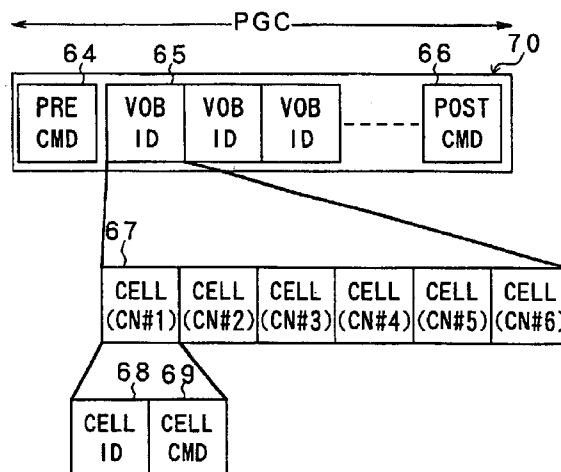 PGC
64 65 66 70
PRE CMD VOB ID VOB ID VOB ID POST CMD
67
CELL (CN#1) CELL (CN#2) CELL (CN#3) CELL (CN#4) CELL (CN#5) CELL (CN#6)
68 69
CELL ID CELL CMD